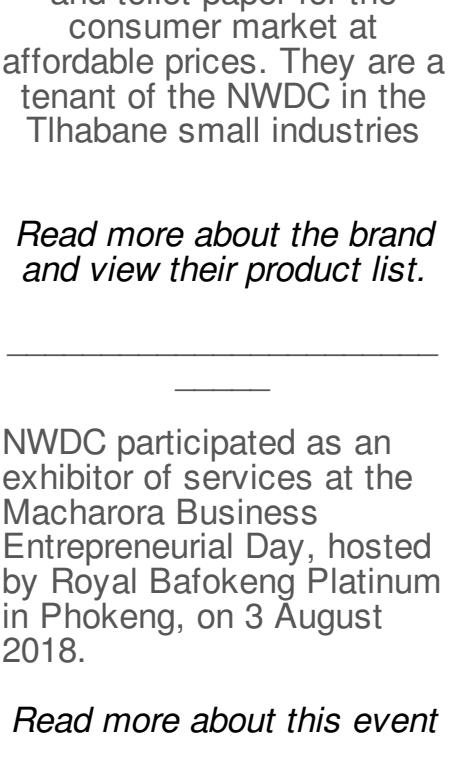 and toilet paper for the
consumer market at
affordable prices. They are a
tenant of the NWDC in the
Tlhabane small industries
Read more about the brand
and view their product list.
_______________________
_____
NWDC participated as an
exhibitor of services at the
Macharora Business
Entrepreneurial Day, hosted
by Royal Bafokeng Platinum
in Phokeng, on 3 August
2018.
Read more about this event